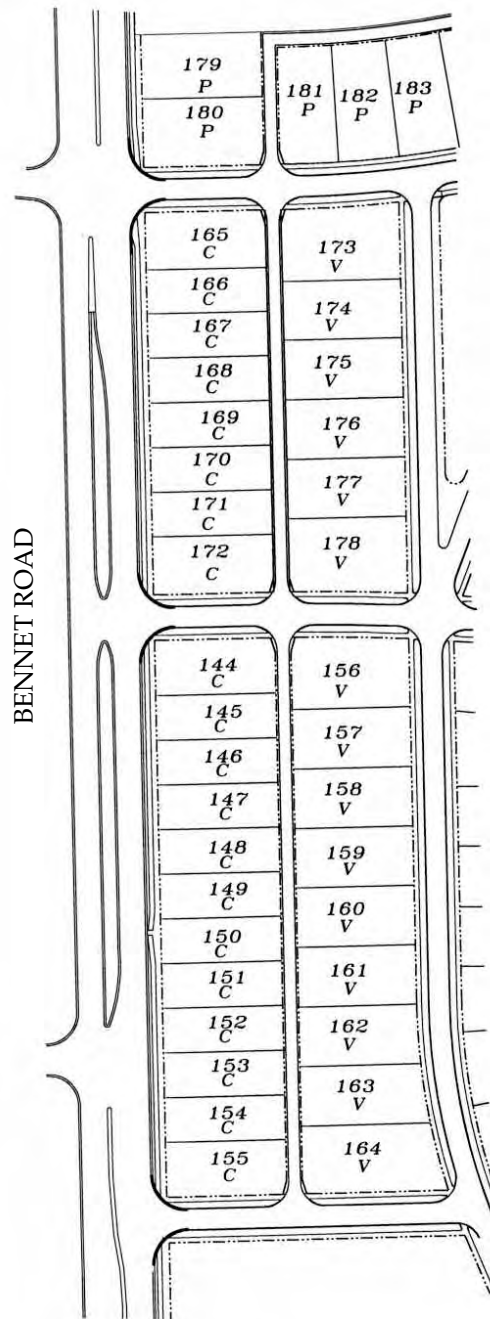 179
P
180
P
181
P
182
P
183
P
165
C
166
C
167
C
168
C
169
C
170
C
171
C
172
C
173
V
174
V
175
V
176
V
177
V
178
V
BENNET ROAD
144
C
145
C
146
C
147
C
148
C
149
C
150
C
151
C
152
C
153
C
154
C
155
C
156
V
157
V
158
V
159
V
160
V
161
V
162
V
163
V
164
V